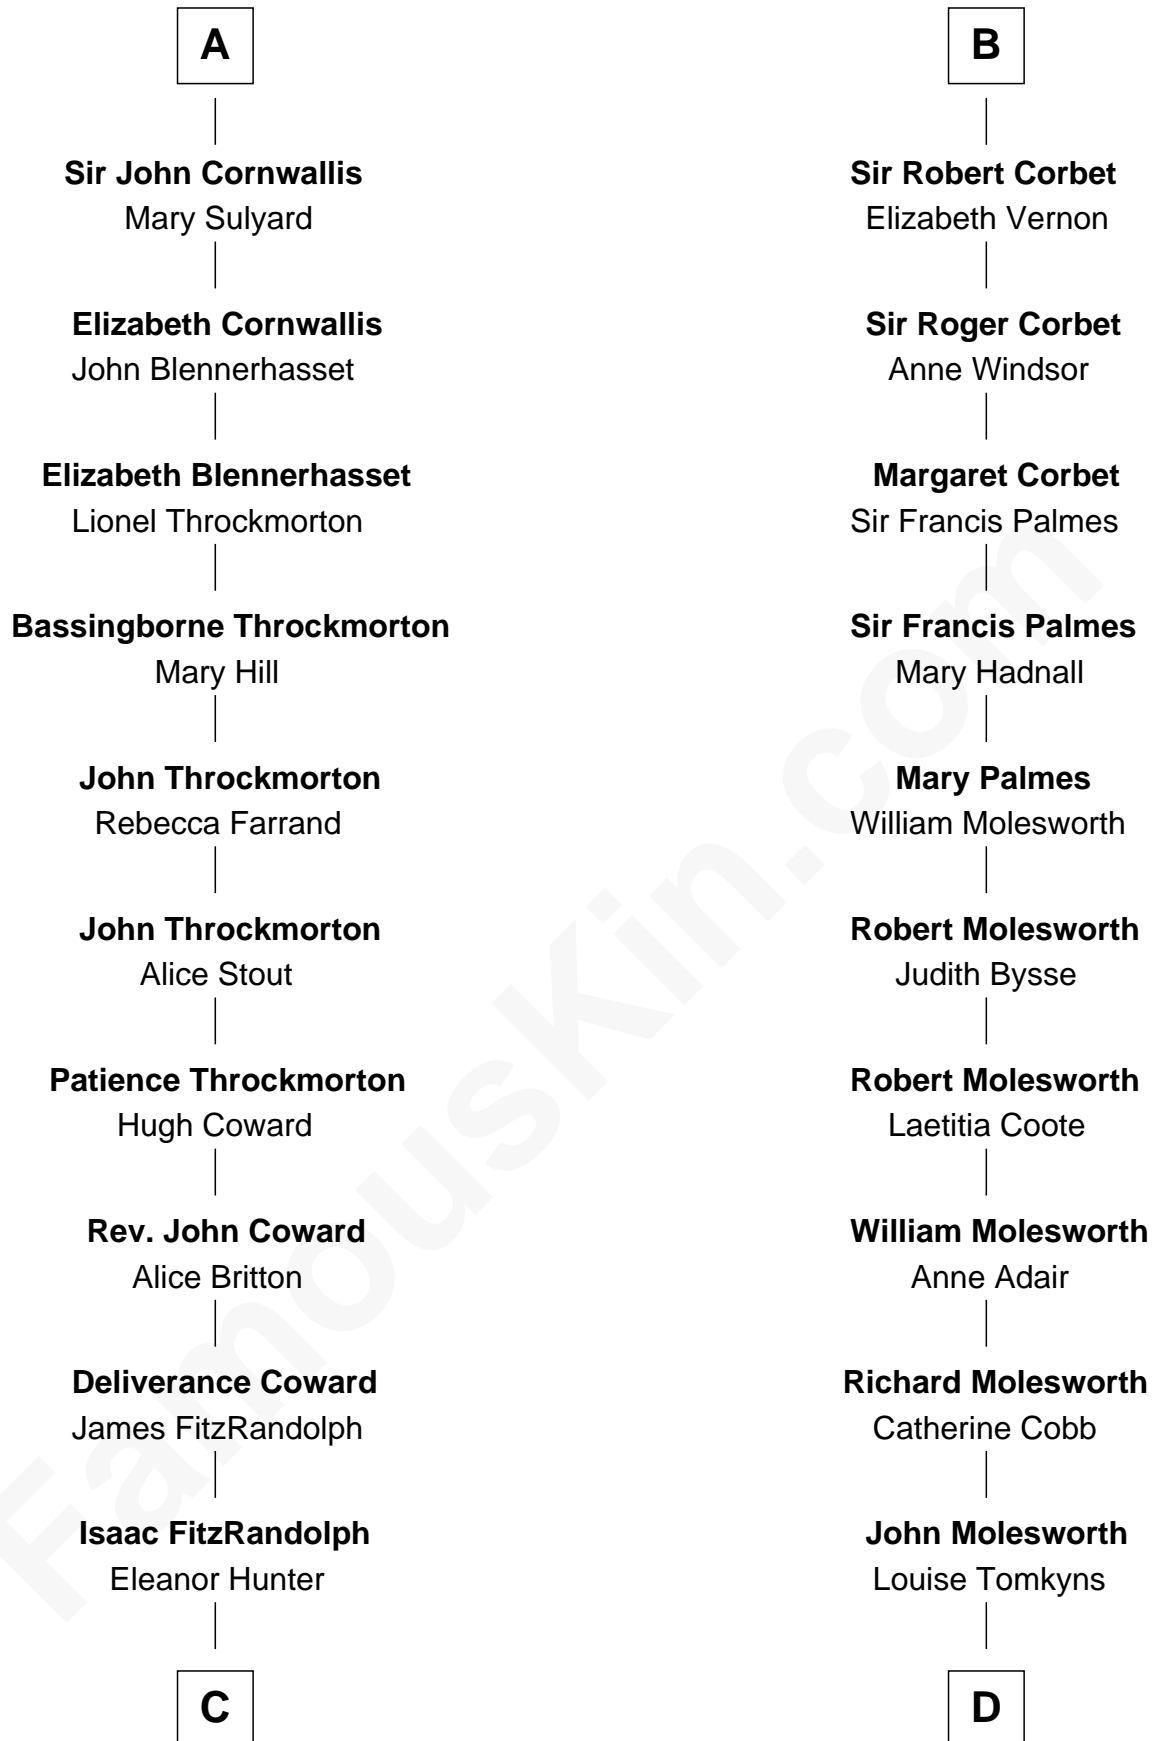 A
Sir John Cornwallis
Mary Sulyard
Elizabeth Cornwallis
John Blennerhasset
Elizabeth Blennerhasset
Lionel Throckmorton
Bassingborne Throckmorton
Mary Hill
John Throckmorton
Rebecca Farrand
John Throckmorton
Alice Stout
Patience Throckmorton
Hugh Coward
Rev. John Coward
Alice Britton
Deliverance Coward
James FitzRandolph
Isaac FitzRandolph
Eleanor Hunter
C
B
Sir Robert Corbet
Elizabeth Vernon
Sir Roger Corbet
Anne Windsor
Margaret Corbet
Sir Francis Palmes
Sir Francis Palmes
Mary Hadnall
Mary Palmes
William Molesworth
Robert Molesworth
Judith Bysse
Robert Molesworth
Laetitia Coote
William Molesworth
Anne Adair
Richard Molesworth
Catherine Cobb
John Molesworth
Louise Tomkyns
D
FamousKin.com